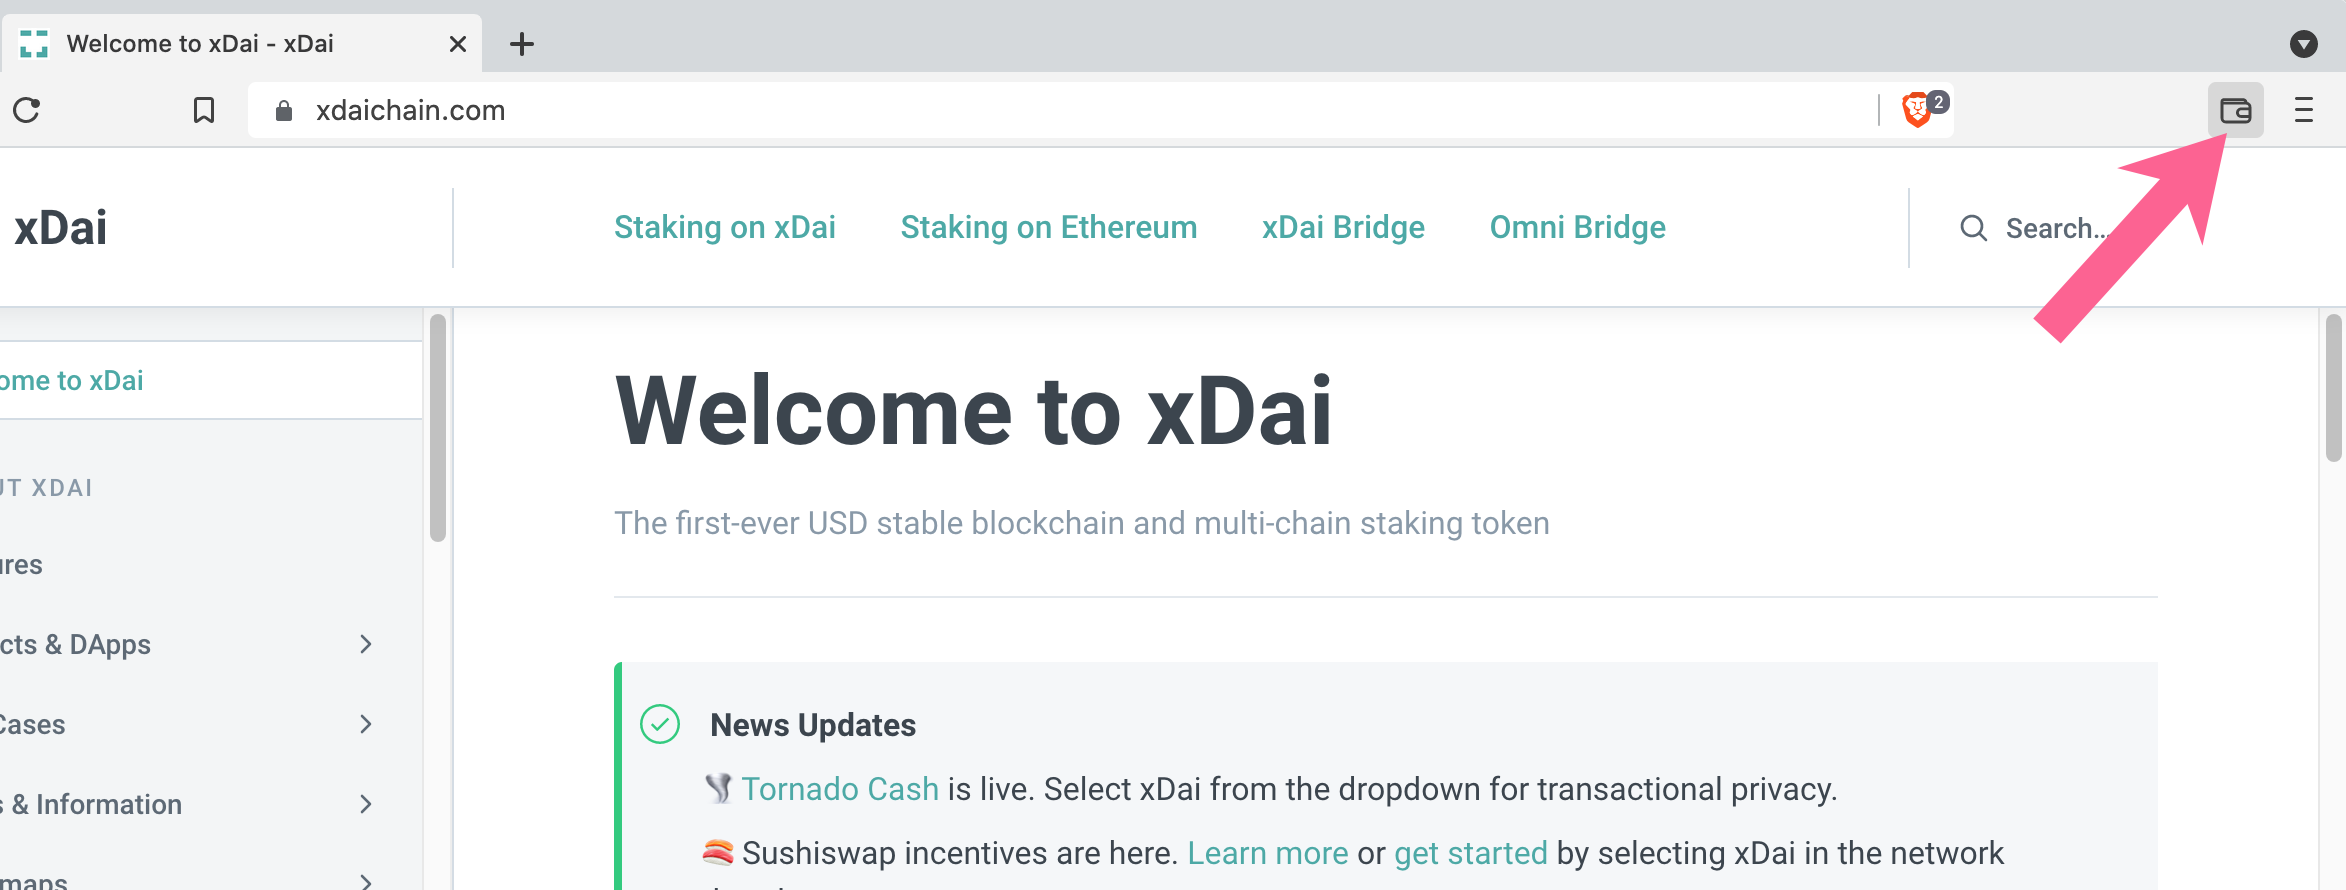 Welcome to xDai - xDai
xdaichain.com
2
xDai
Staking on xDai
Staking on Ethereum
xDai Bridge
Omni Bridge
Search...
ome to xDai
UT XDAI
ures
cts & DApps
Cases
s & Information
maps
Welcome to xDai
The first-ever USD stable blockchain and multi-chain staking token
News Updates
Tornado Cash is live. Select xDai from the dropdown for transactional privacy.
Sushiswap incentives are here. Learn more or get started by selecting xDai in the network